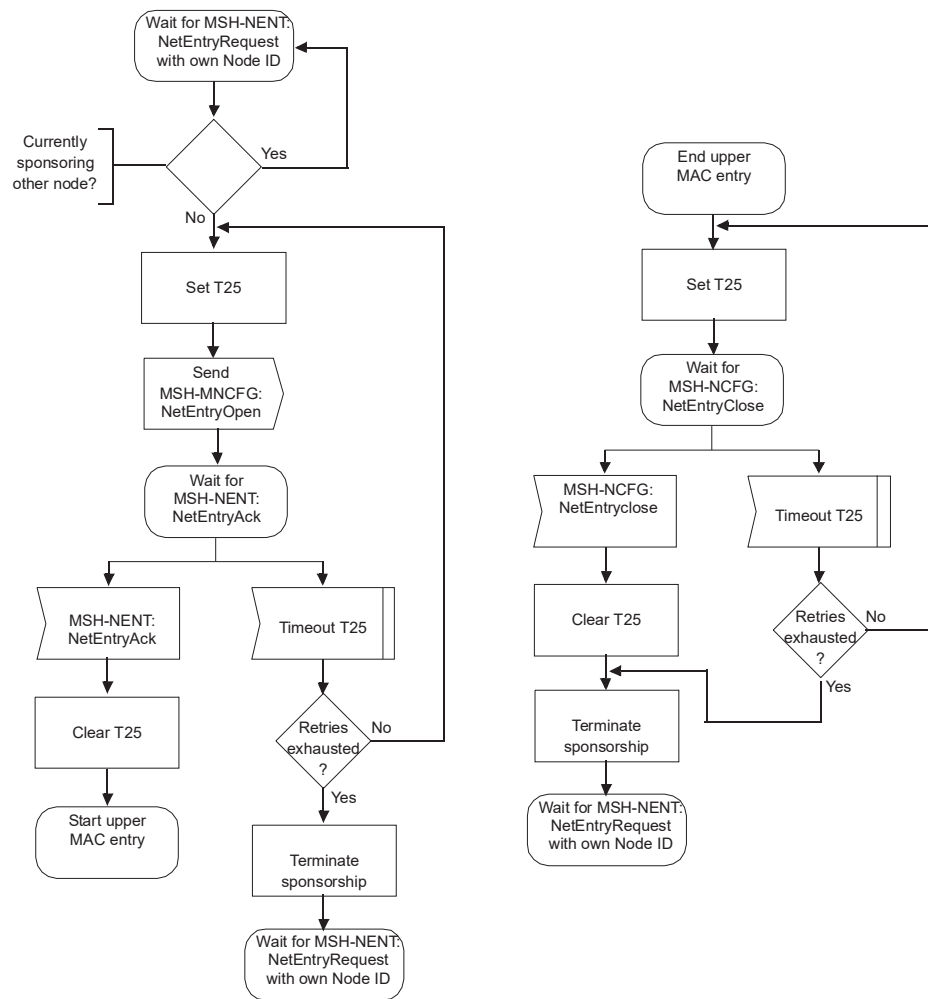 Wait for MSH-NENT:
NetEntryRequest
with own Node ID
Currently
sponsoring
other node?
Yes
No
Set T25
Send
MSH-MNCFG:
NetEntryOpen
Wait for
MSH-NENT:
NetEntryAck
MSH-NENT:
NetEntryAck
Timeout T25
Clear T25
Retries
exhausted
?
No
Yes
Start upper
MAC entry
Terminate
sponsorship
Wait for MSH-NENT:
NetEntryRequest
with own Node ID
End upper
MAC entry
Set T25
Wait for
MSH-NCFG:
NetEntryClose
MSH-NCFG:
NetEntryclose
Timeout T25
Clear T25
Retries
exhausted
?
No
Yes
Terminate
sponsorship
Wait for MSH-NENT:
NetEntryRequest
with own Node ID